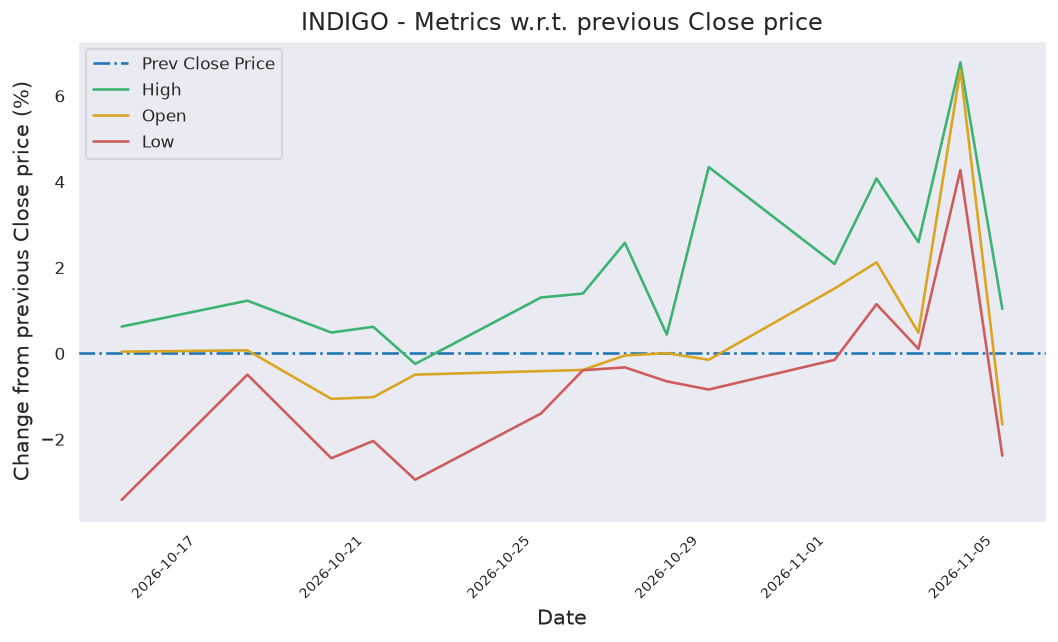 INDIGO - Metrics w.r.t. previous Close price
Prev Close Price
High
Open
Low
Change from previous Close price (%)
6
4
2
0
−2
2026-10-17
2026-10-21
2026-10-25
2026-10-29
2026-11-01
2026-11-05
Date